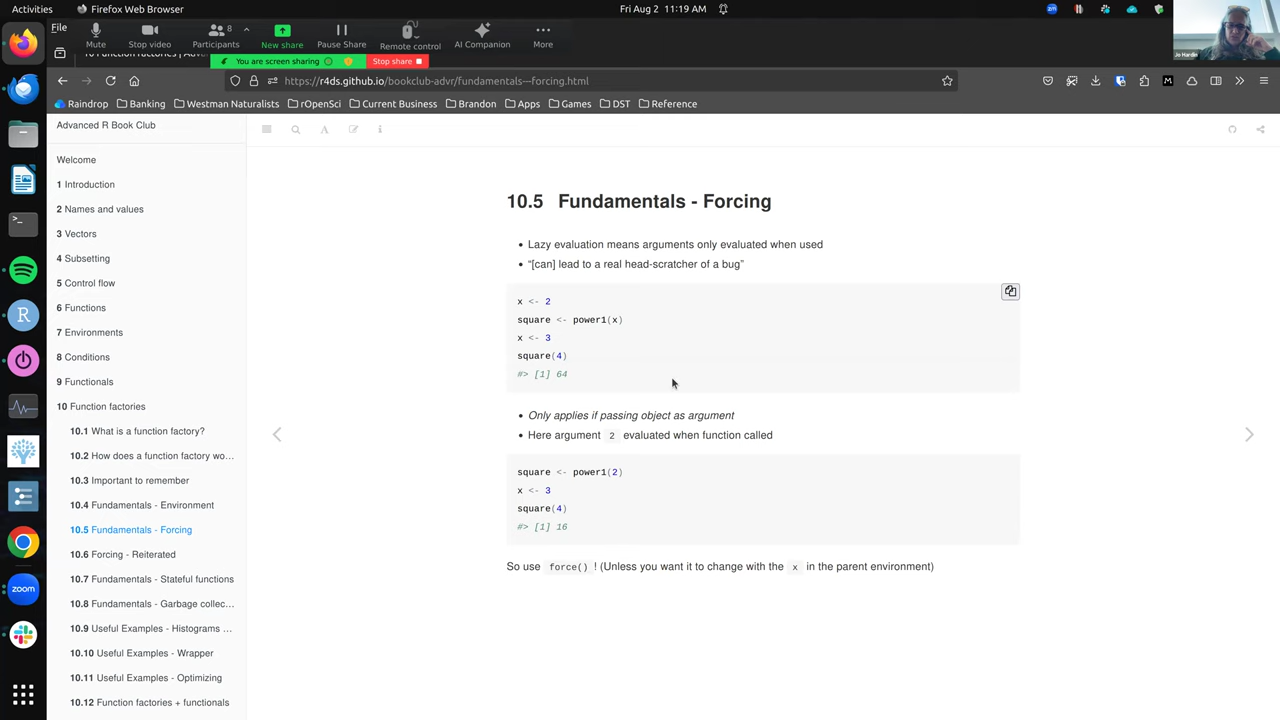 Activities
Firefox Web Browser
Fri Aug 2 11:19 AM
File
Mute
Stop video
8
Participants
New share
Pause Share
Remote control
AI Companion
More
Jo Hardin
You are screen sharing
Stop share
https://r4ds.github.io/bookclub-advr/fundamentals---forcing.html
Raindrop
Banking
Westman Naturalists
rOpenSci
Current Business
Brandon
Apps
Games
DST
Reference
Advanced R Book Club
Welcome
1 Introduction
2 Names and values
3 Vectors
4 Subsetting
5 Control flow
6 Functions
7 Environments
8 Conditions
9 Functionals
10 Function factories
10.1 What is a function factory?
10.2 How does a function factory wo…
10.3 Important to remember
10.4 Fundamentals - Environment
10.5 Fundamentals - Forcing
10.6 Forcing - Reiterated
10.7 Fundamentals - Stateful functions
10.8 Fundamentals - Garbage collec…
10.9 Useful Examples - Histograms …
10.10 Useful Examples - Wrapper
10.11 Useful Examples - Optimizing
10.12 Function factories + functionals
10.5 Fundamentals - Forcing
• Lazy evaluation means arguments only evaluated when used
• “[can] lead to a real head-scratcher of a bug”
x <- 2
square <- power1(x)
x <- 3
square(4)
#> [1] 64
• Only applies if passing object as argument
• Here argument 2 evaluated when function called
square <- power1(2)
x <- 3
square(4)
#> [1] 16
So use force() ! (Unless you want it to change with the x in the parent environment)
zoom